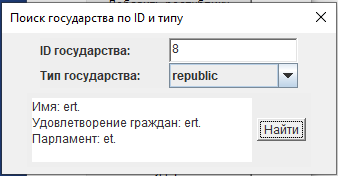 Поиск государства по ID и типу
ID государства: 8
Тип государства: republic
Имя: ert.
Удовлетворение граждан: ert.
Парламент: et.
Найти